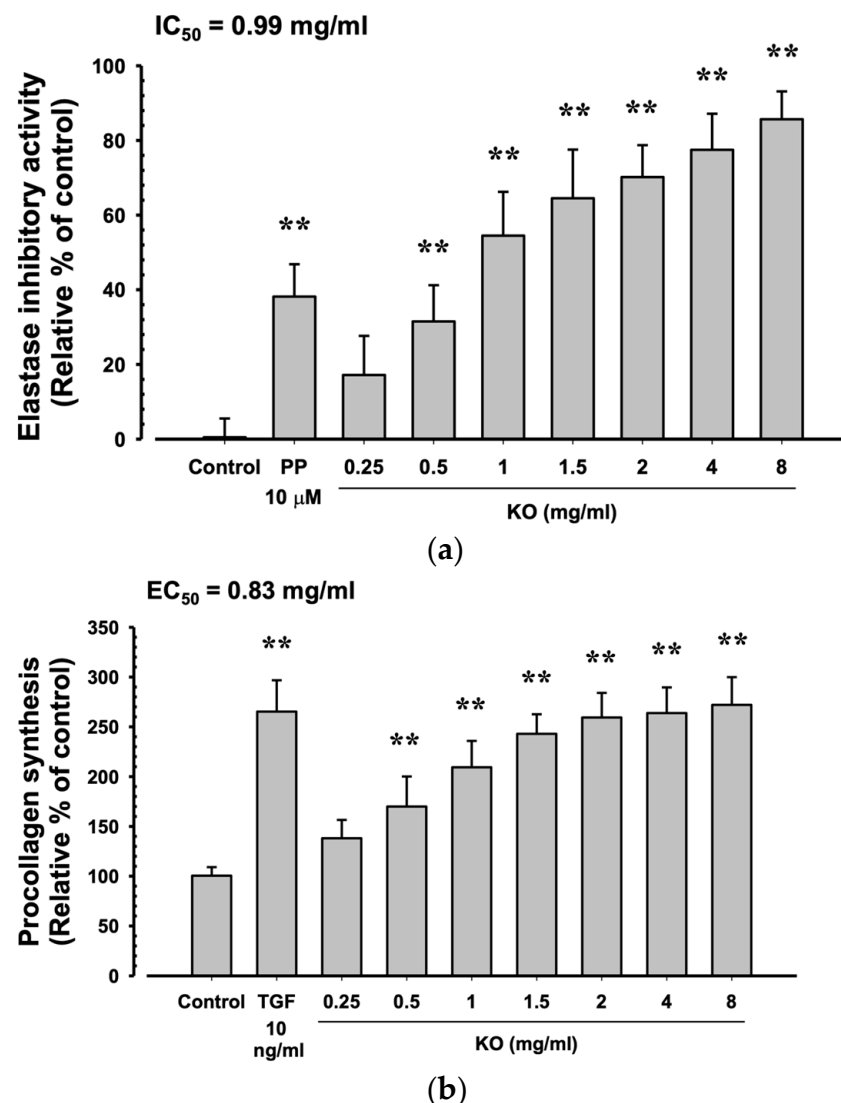 IC50 = 0.99 mg/ml
Elastase inhibitory activity
(Relative % of control)
100
80
60
40
20
0
** ** ** ** ** ** **
Control PP 0.25 0.5 1 1.5 2 4 8
10 μM
KO (mg/ml)
(a)
EC50 = 0.83 mg/ml
Procollagen synthesis
(Relative % of control)
350
300
250
200
150
100
50
0
** ** ** ** ** ** **
Control TGF 0.25 0.5 1 1.5 2 4 8
10
ng/ml
KO (mg/ml)
(b)